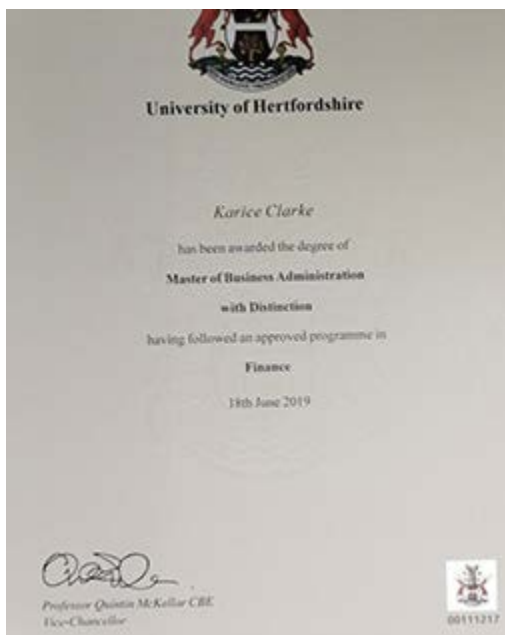 University of Hertfordshire
Karice Clarke
has been awarded the degree of
Master of Business Administration
with Distinction
having followed an approved programme in
Finance
18th June 2019
Professor Quintin McKellar CBE
Vice-Chancellor
00111217